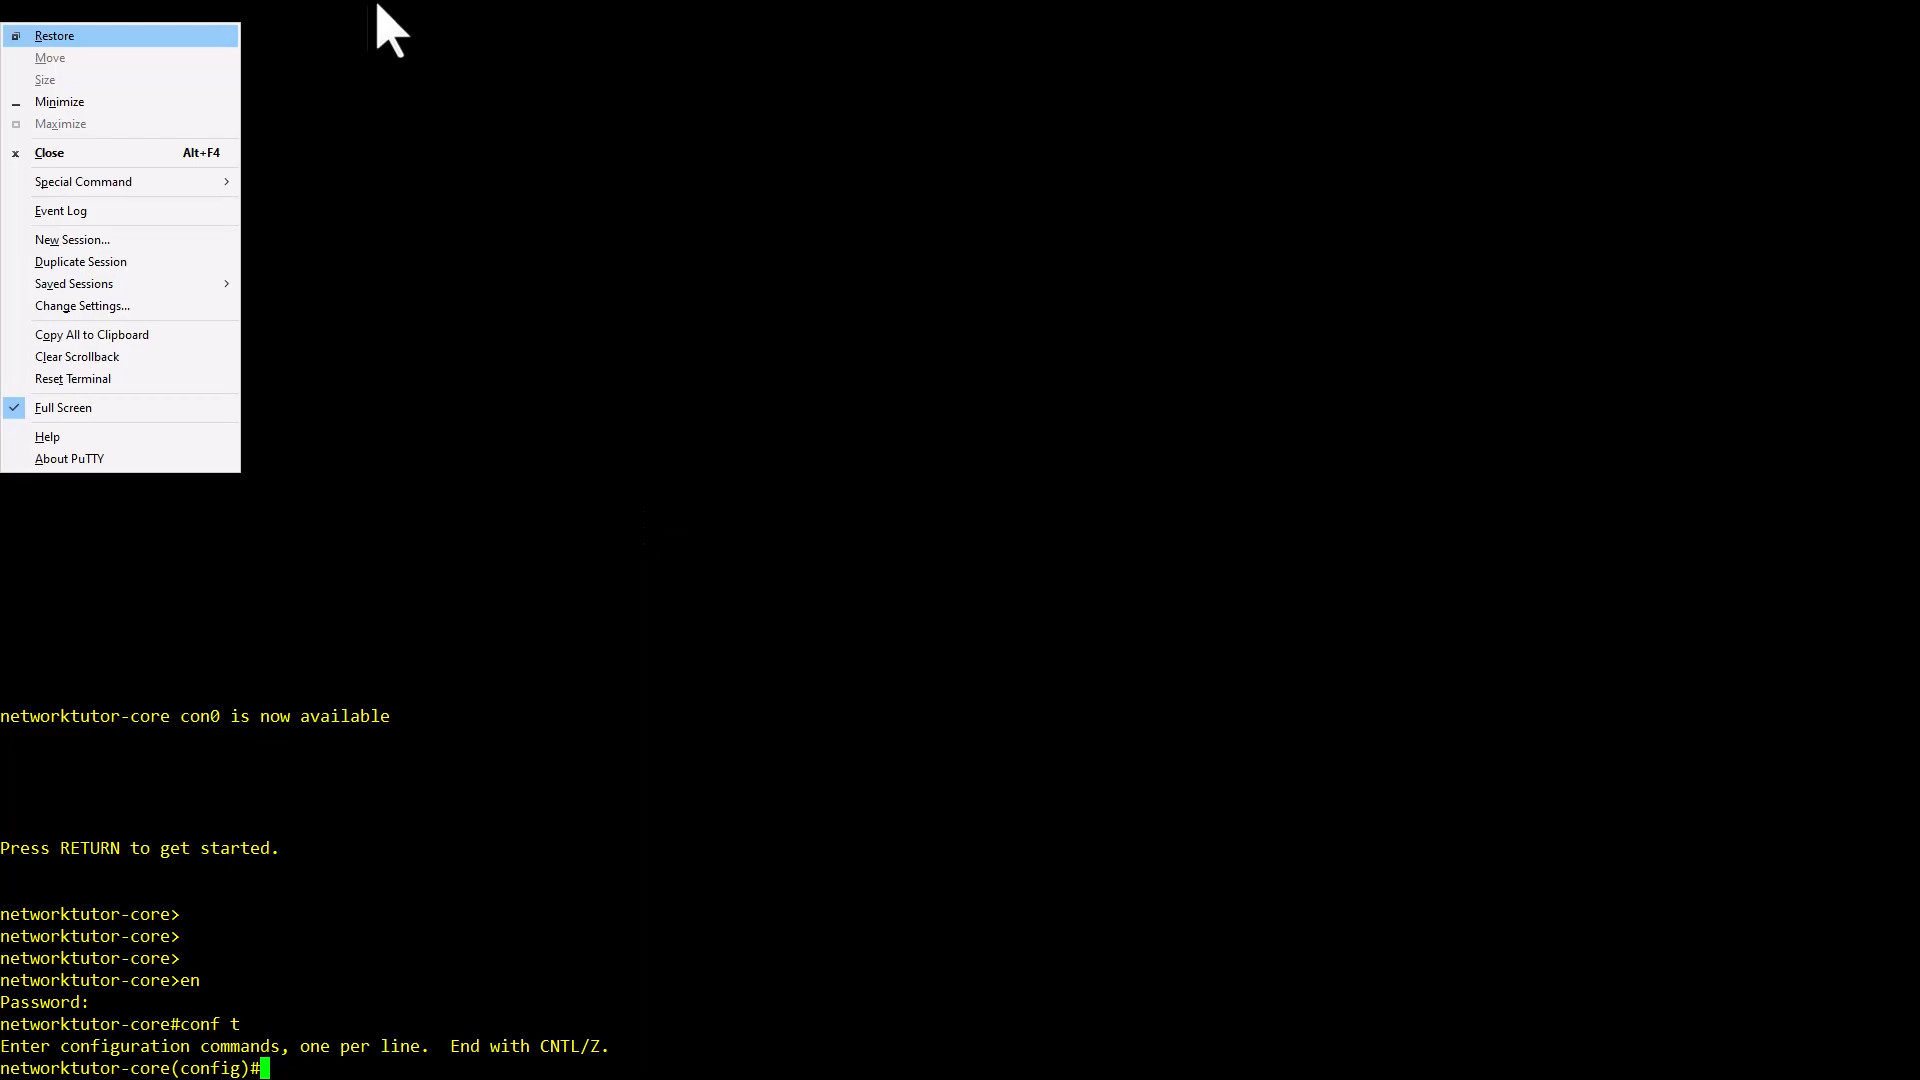 Restore
Move
Size
Minimize
Maximize
Close Alt+F4
Special Command
Event Log
New Session...
Duplicate Session
Saved Sessions
Change Settings...
Copy All to Clipboard
Clear Scrollback
Reset Terminal
Full Screen
Help
About PuTTY
networktutor-core con0 is now available
Press RETURN to get started.
networktutor-core>
networktutor-core>
networktutor-core>
networktutor-core>en
Password:
networktutor-core#conf t
Enter configuration commands, one per line.  End with CNTL/Z.
networktutor-core(config)#